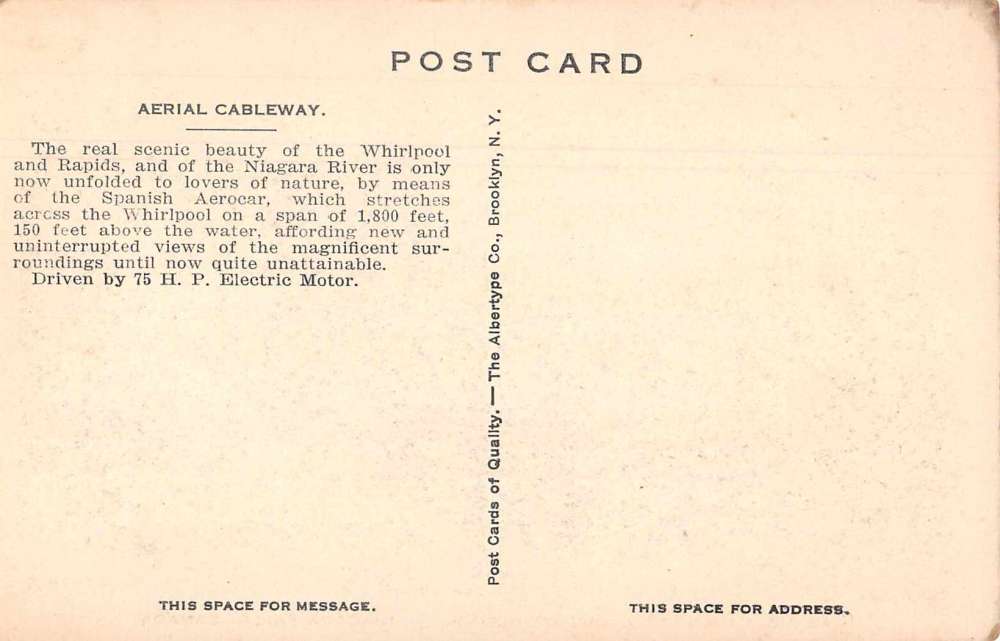 POST CARD
AERIAL CABLEWAY.
The real scenic beauty of the Whirlpool
and Rapids, and of the Niagara River is only
now unfolded to lovers of nature, by means
of the Spanish Aerocar, which stretches
across the Whirlpool on a span of 1,800 feet,
150 feet above the water, affording new and
uninterrupted views of the magnificent sur-
roundings until now quite unattainable.
Driven by 75 H. P. Electric Motor.
Post Cards of Quality. — The Albertype Co., Brooklyn, N. Y.
THIS SPACE FOR MESSAGE.
THIS SPACE FOR ADDRESS.